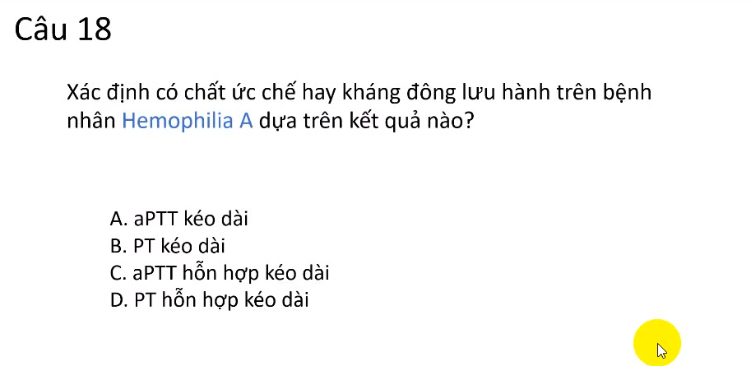 Câu 18
Xác định có chất ức chế hay kháng đông lưu hành trên bệnh
nhân Hemophilia A dựa trên kết quả nào?
A. aPTT kéo dài
B. PT kéo dài
C. aPTT hỗn hợp kéo dài
D. PT hỗn hợp kéo dài